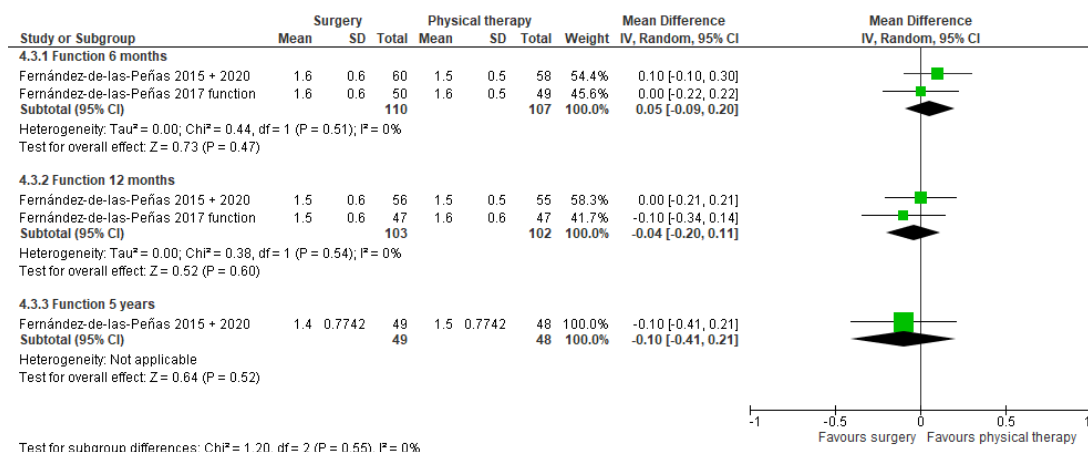 Surgery Physical therapy Mean Difference Mean Difference
Study or Subgroup Mean SD Total Mean SD Total Weight IV, Random, 95% CI IV, Random, 95% CI
4.3.1 Function 6 months
Fernández-de-las-Peñas 2015 + 2020 1.6 0.6 60 1.5 0.5 58 54.4% 0.10 [-0.10, 0.30]
Fernández-de-las-Peñas 2017 function 1.6 0.6 50 1.6 0.5 49 45.6% 0.00 [-0.22, 0.22]
Subtotal (95% CI) 110 107 100.0% 0.05 [-0.09, 0.20]
Heterogeneity: Tau² = 0.00; Chi² = 0.44, df = 1 (P = 0.51); I² = 0%
Test for overall effect: Z = 0.73 (P = 0.47)
4.3.2 Function 12 months
Fernández-de-las-Peñas 2015 + 2020 1.5 0.6 56 1.5 0.5 55 58.3% 0.00 [-0.21, 0.21]
Fernández-de-las-Peñas 2017 function 1.5 0.6 47 1.6 0.6 47 41.7% -0.10 [-0.34, 0.14]
Subtotal (95% CI) 103 102 100.0% -0.04 [-0.20, 0.11]
Heterogeneity: Tau² = 0.00; Chi² = 0.38, df = 1 (P = 0.54); I² = 0%
Test for overall effect: Z = 0.52 (P = 0.60)
4.3.3 Function 5 years
Fernández-de-las-Peñas 2015 + 2020 1.4 0.7742 49 1.5 0.7742 48 100.0% -0.10 [-0.41, 0.21]
Subtotal (95% CI) 49 48 100.0% -0.10 [-0.41, 0.21]
Heterogeneity: Not applicable
Test for overall effect: Z = 0.64 (P = 0.52)
-1 -0.5 0 0.5 1
Favours surgery Favours physical therapy
Test for subgroup differences: Chi² = 1.20, df = 2 (P = 0.55), I² = 0%